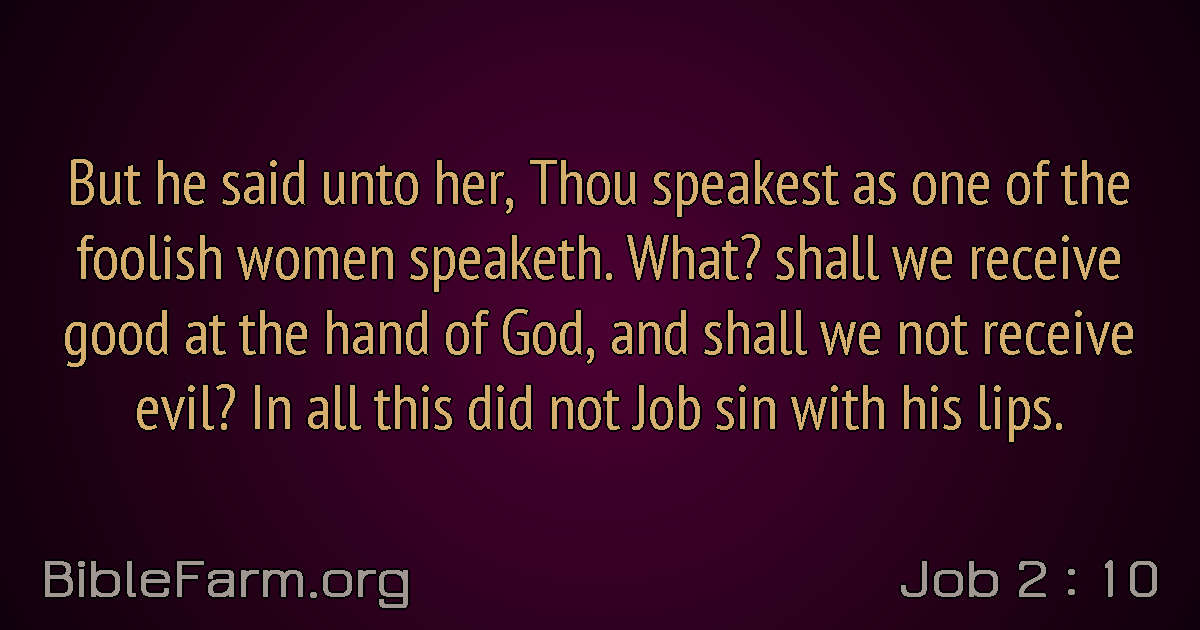 But he said unto her, Thou speakest as one of the
foolish women speaketh. What? shall we receive
good at the hand of God, and shall we not receive
evil? In all this did not Job sin with his lips.
BibleFarm.org
Job 2 : 10